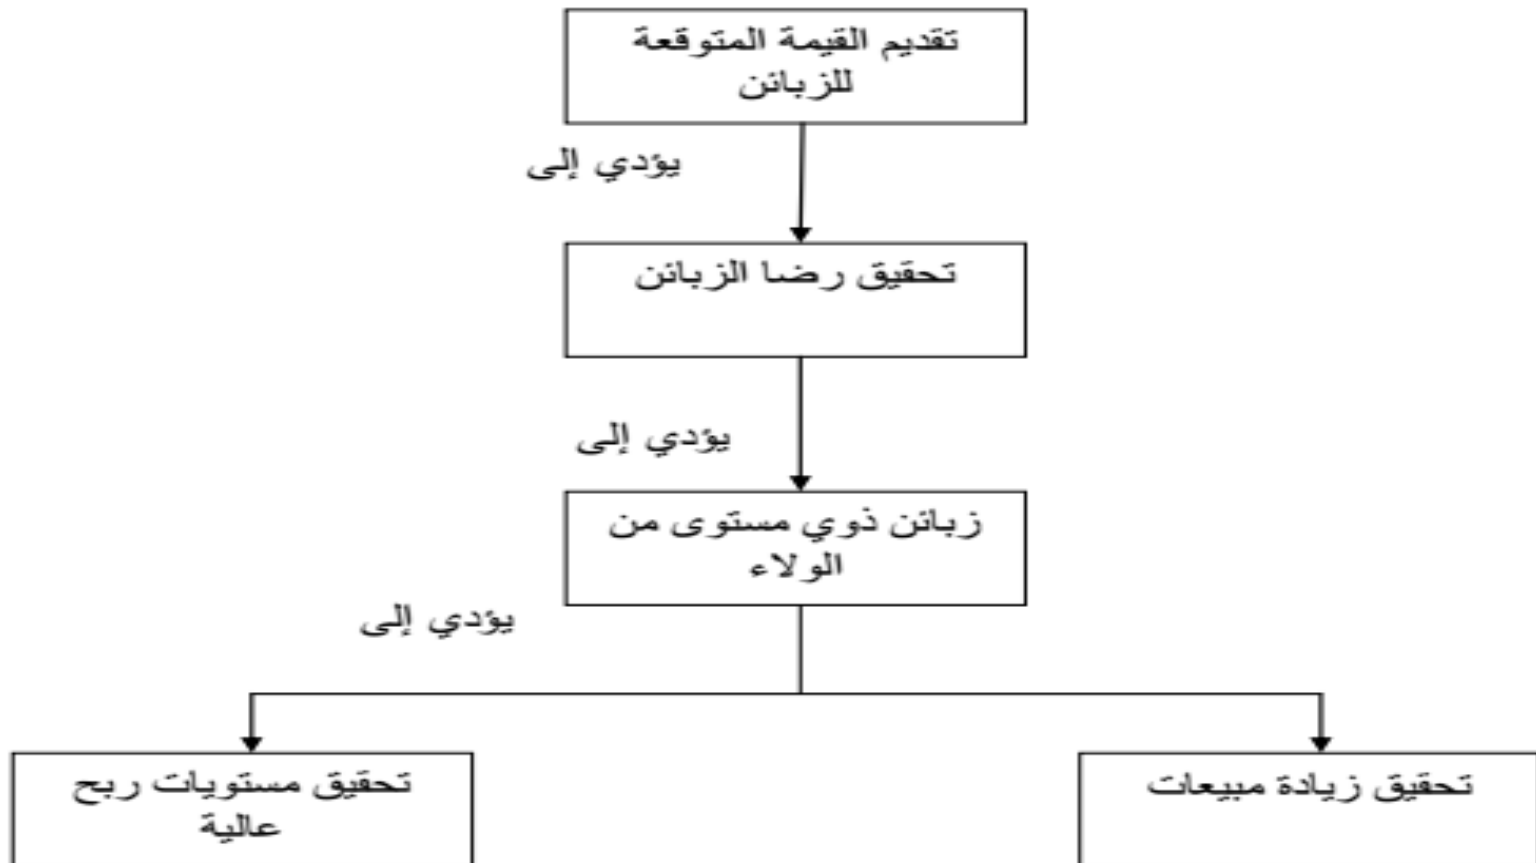 تقديم القيمة المتوقعة
للزبائن
يؤدي إلى
تحقيق رضا الزبائن
يؤدي إلى
زبائن ذوي مستوى من
الولاء
يؤدي إلى
تحقيق زيادة مبيعات
تحقيق مستويات ربح
عالية